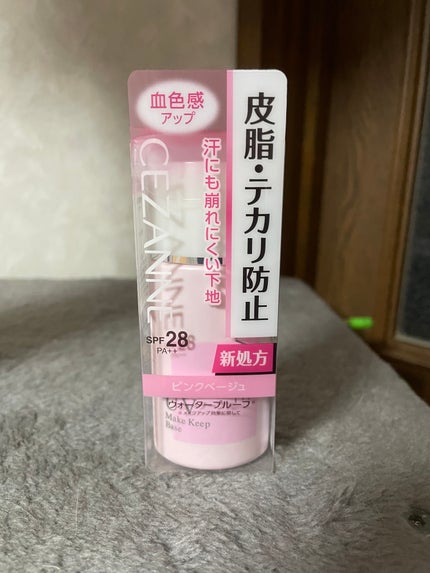 血色感
アップ
皮脂・テカリ防止
汗にも崩れにくい下地
CEZANNE
SPF 28
PA++
新処方
ピンクベージュ
ウォータープルーフ*
Make Keep
Base